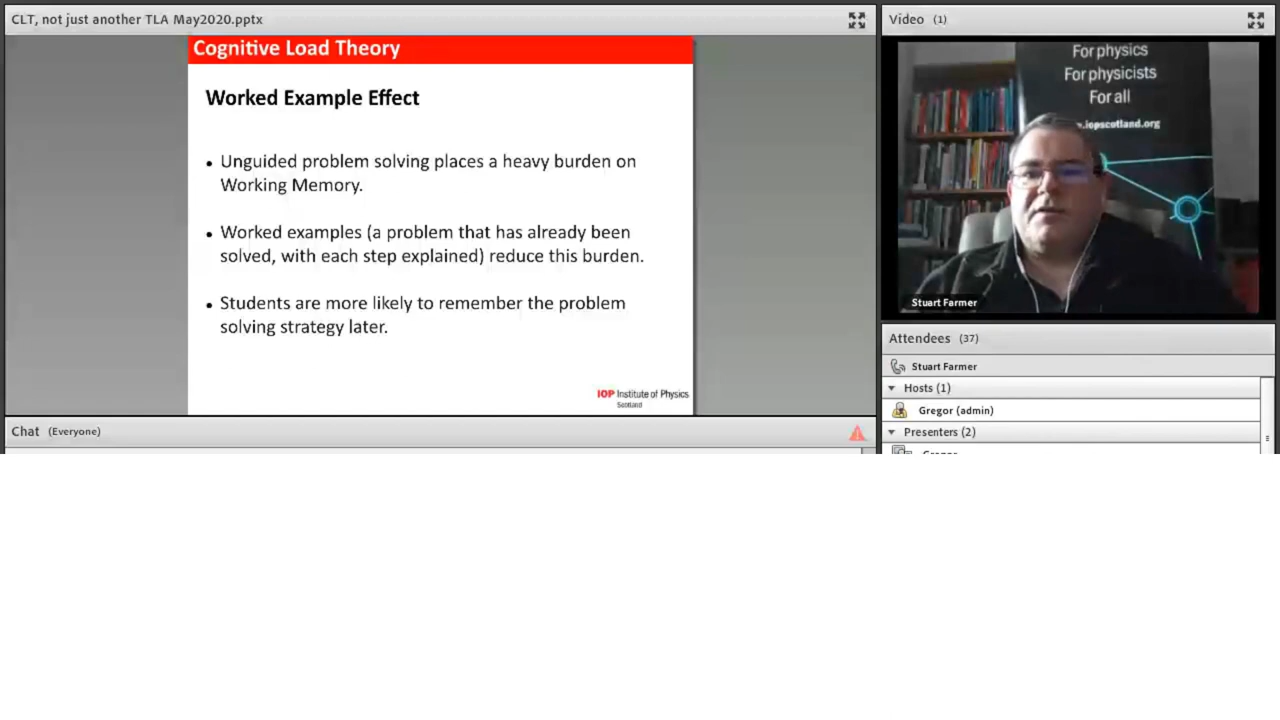 CLT, not just another TLA May2020.pptx
Cognitive Load Theory
Worked Example Effect
• Unguided problem solving places a heavy burden on
Working Memory.
• Worked examples (a problem that has already been
solved, with each step explained) reduce this burden.
• Students are more likely to remember the problem
solving strategy later.
IOP Institute of Physics
Scotland
Chat (Everyone)
Video (1)
For physics
For physicists
For all
.iopscotland.org
Stuart Farmer
Attendees (37)
Stuart Farmer
Hosts (1)
Gregor (admin)
Presenters (2)